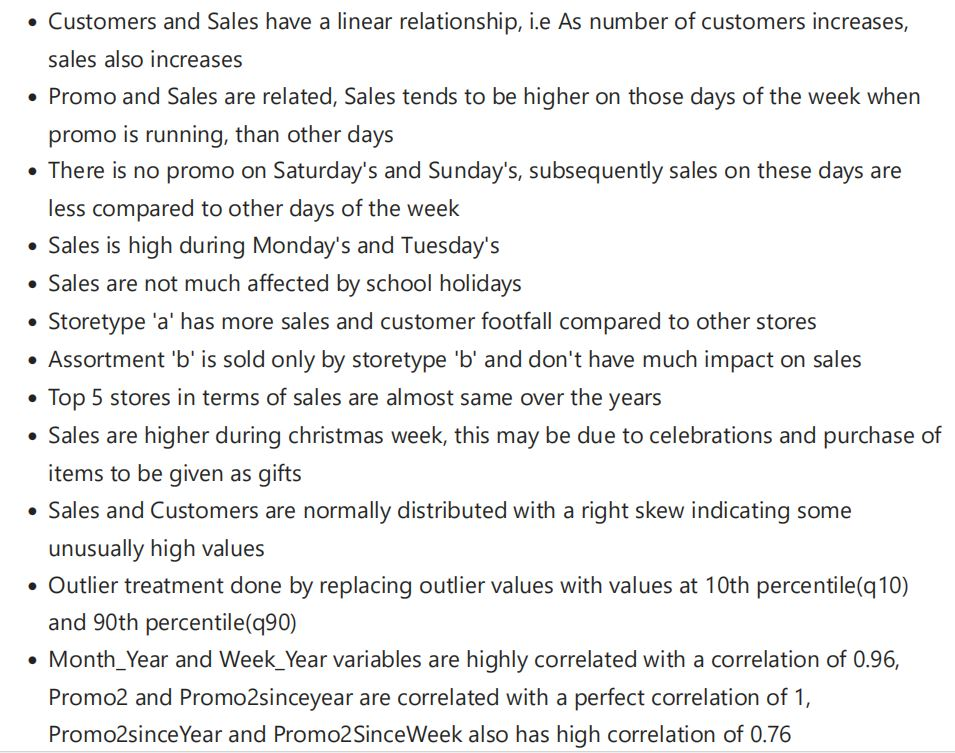 • Customers and Sales have a linear relationship, i.e As number of customers increases,
sales also increases
• Promo and Sales are related, Sales tends to be higher on those days of the week when
promo is running, than other days
• There is no promo on Saturday's and Sunday's, subsequently sales on these days are
less compared to other days of the week
• Sales is high during Monday's and Tuesday's
• Sales are not much affected by school holidays
• Storetype 'a' has more sales and customer footfall compared to other stores
• Assortment 'b' is sold only by storetype 'b' and don't have much impact on sales
• Top 5 stores in terms of sales are almost same over the years
• Sales are higher during christmas week, this may be due to celebrations and purchase of
items to be given as gifts
• Sales and Customers are normally distributed with a right skew indicating some
unusually high values
• Outlier treatment done by replacing outlier values with values at 10th percentile(q10)
and 90th percentile(q90)
• Month_Year and Week_Year variables are highly correlated with a correlation of 0.96,
Promo2 and Promo2sinceyear are correlated with a perfect correlation of 1,
Promo2sinceYear and Promo2SinceWeek also has high correlation of 0.76